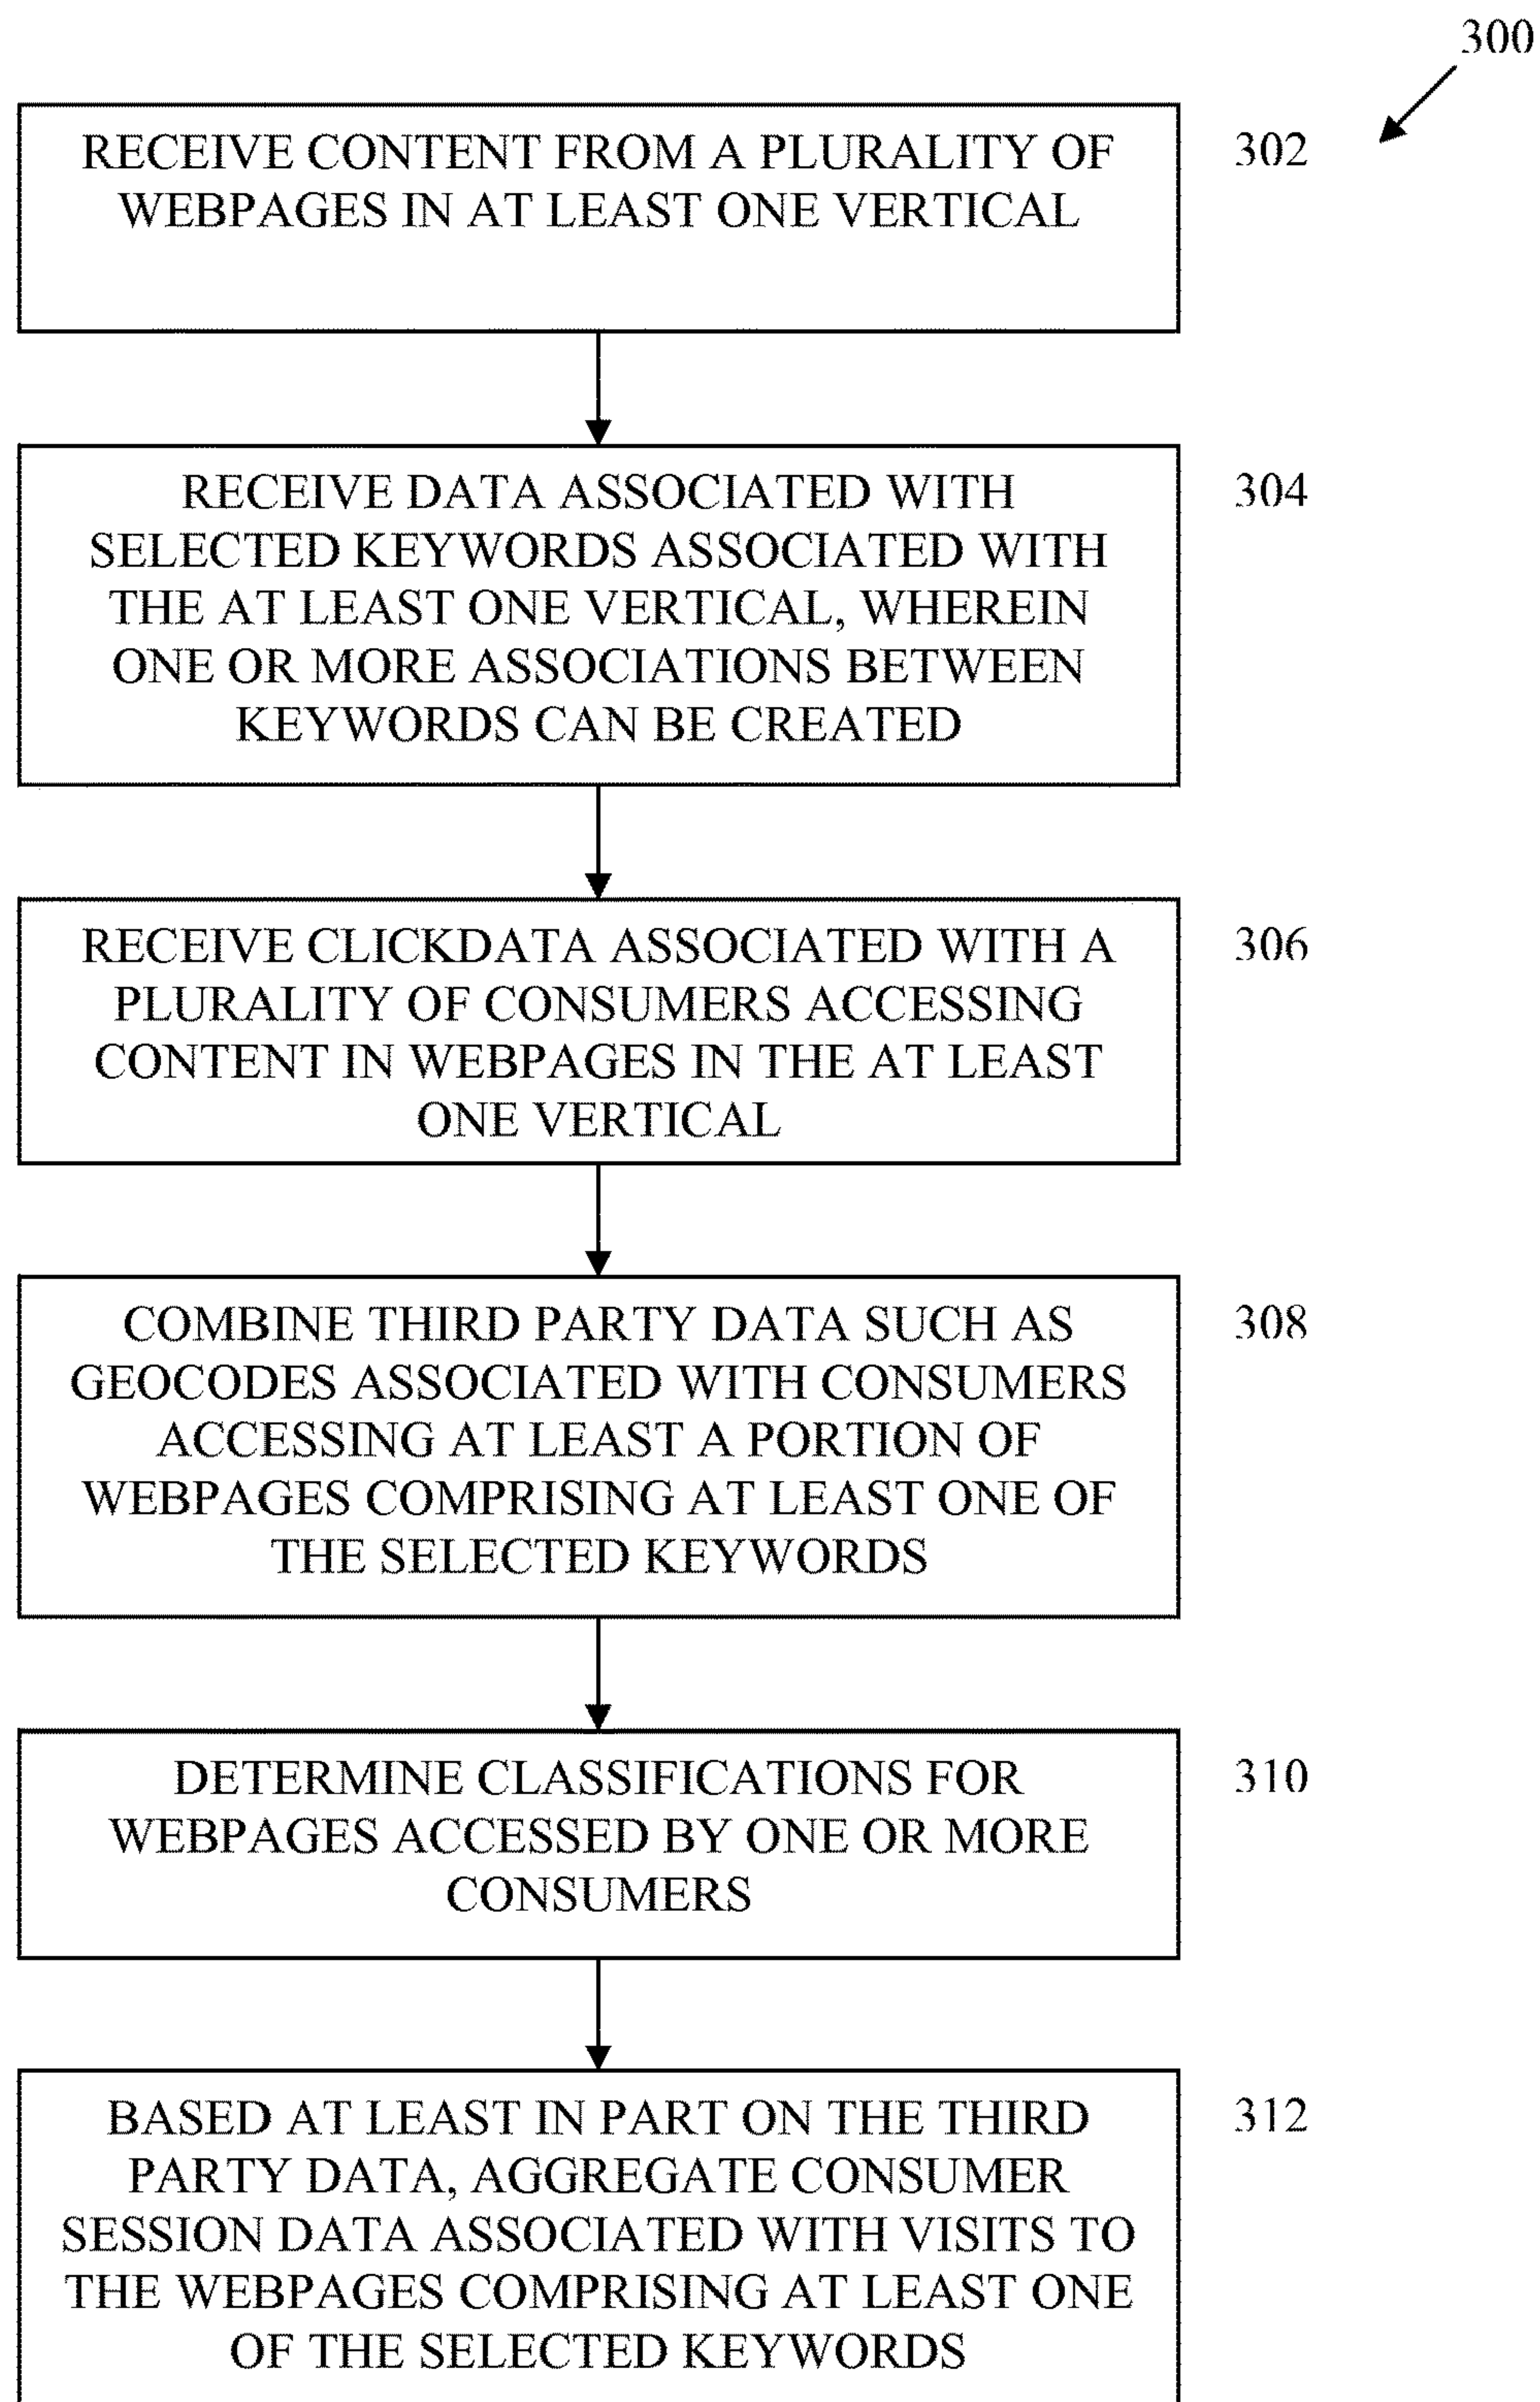 300
RECEIVE CONTENT FROM A PLURALITY OF
WEBPAGES IN AT LEAST ONE VERTICAL
302
RECEIVE DATA ASSOCIATED WITH
SELECTED KEYWORDS ASSOCIATED WITH
THE AT LEAST ONE VERTICAL, WHEREIN
ONE OR MORE ASSOCIATIONS BETWEEN
KEYWORDS CAN BE CREATED
304
RECEIVE CLICKDATA ASSOCIATED WITH A
PLURALITY OF CONSUMERS ACCESSING
CONTENT IN WEBPAGES IN THE AT LEAST
ONE VERTICAL
306
COMBINE THIRD PARTY DATA SUCH AS
GEOCODES ASSOCIATED WITH CONSUMERS
ACCESSING AT LEAST A PORTION OF
WEBPAGES COMPRISING AT LEAST ONE OF
THE SELECTED KEYWORDS
308
DETERMINE CLASSIFICATIONS FOR
WEBPAGES ACCESSED BY ONE OR MORE
CONSUMERS
310
BASED AT LEAST IN PART ON THE THIRD
PARTY DATA, AGGREGATE CONSUMER
SESSION DATA ASSOCIATED WITH VISITS TO
THE WEBPAGES COMPRISING AT LEAST ONE
OF THE SELECTED KEYWORDS
312